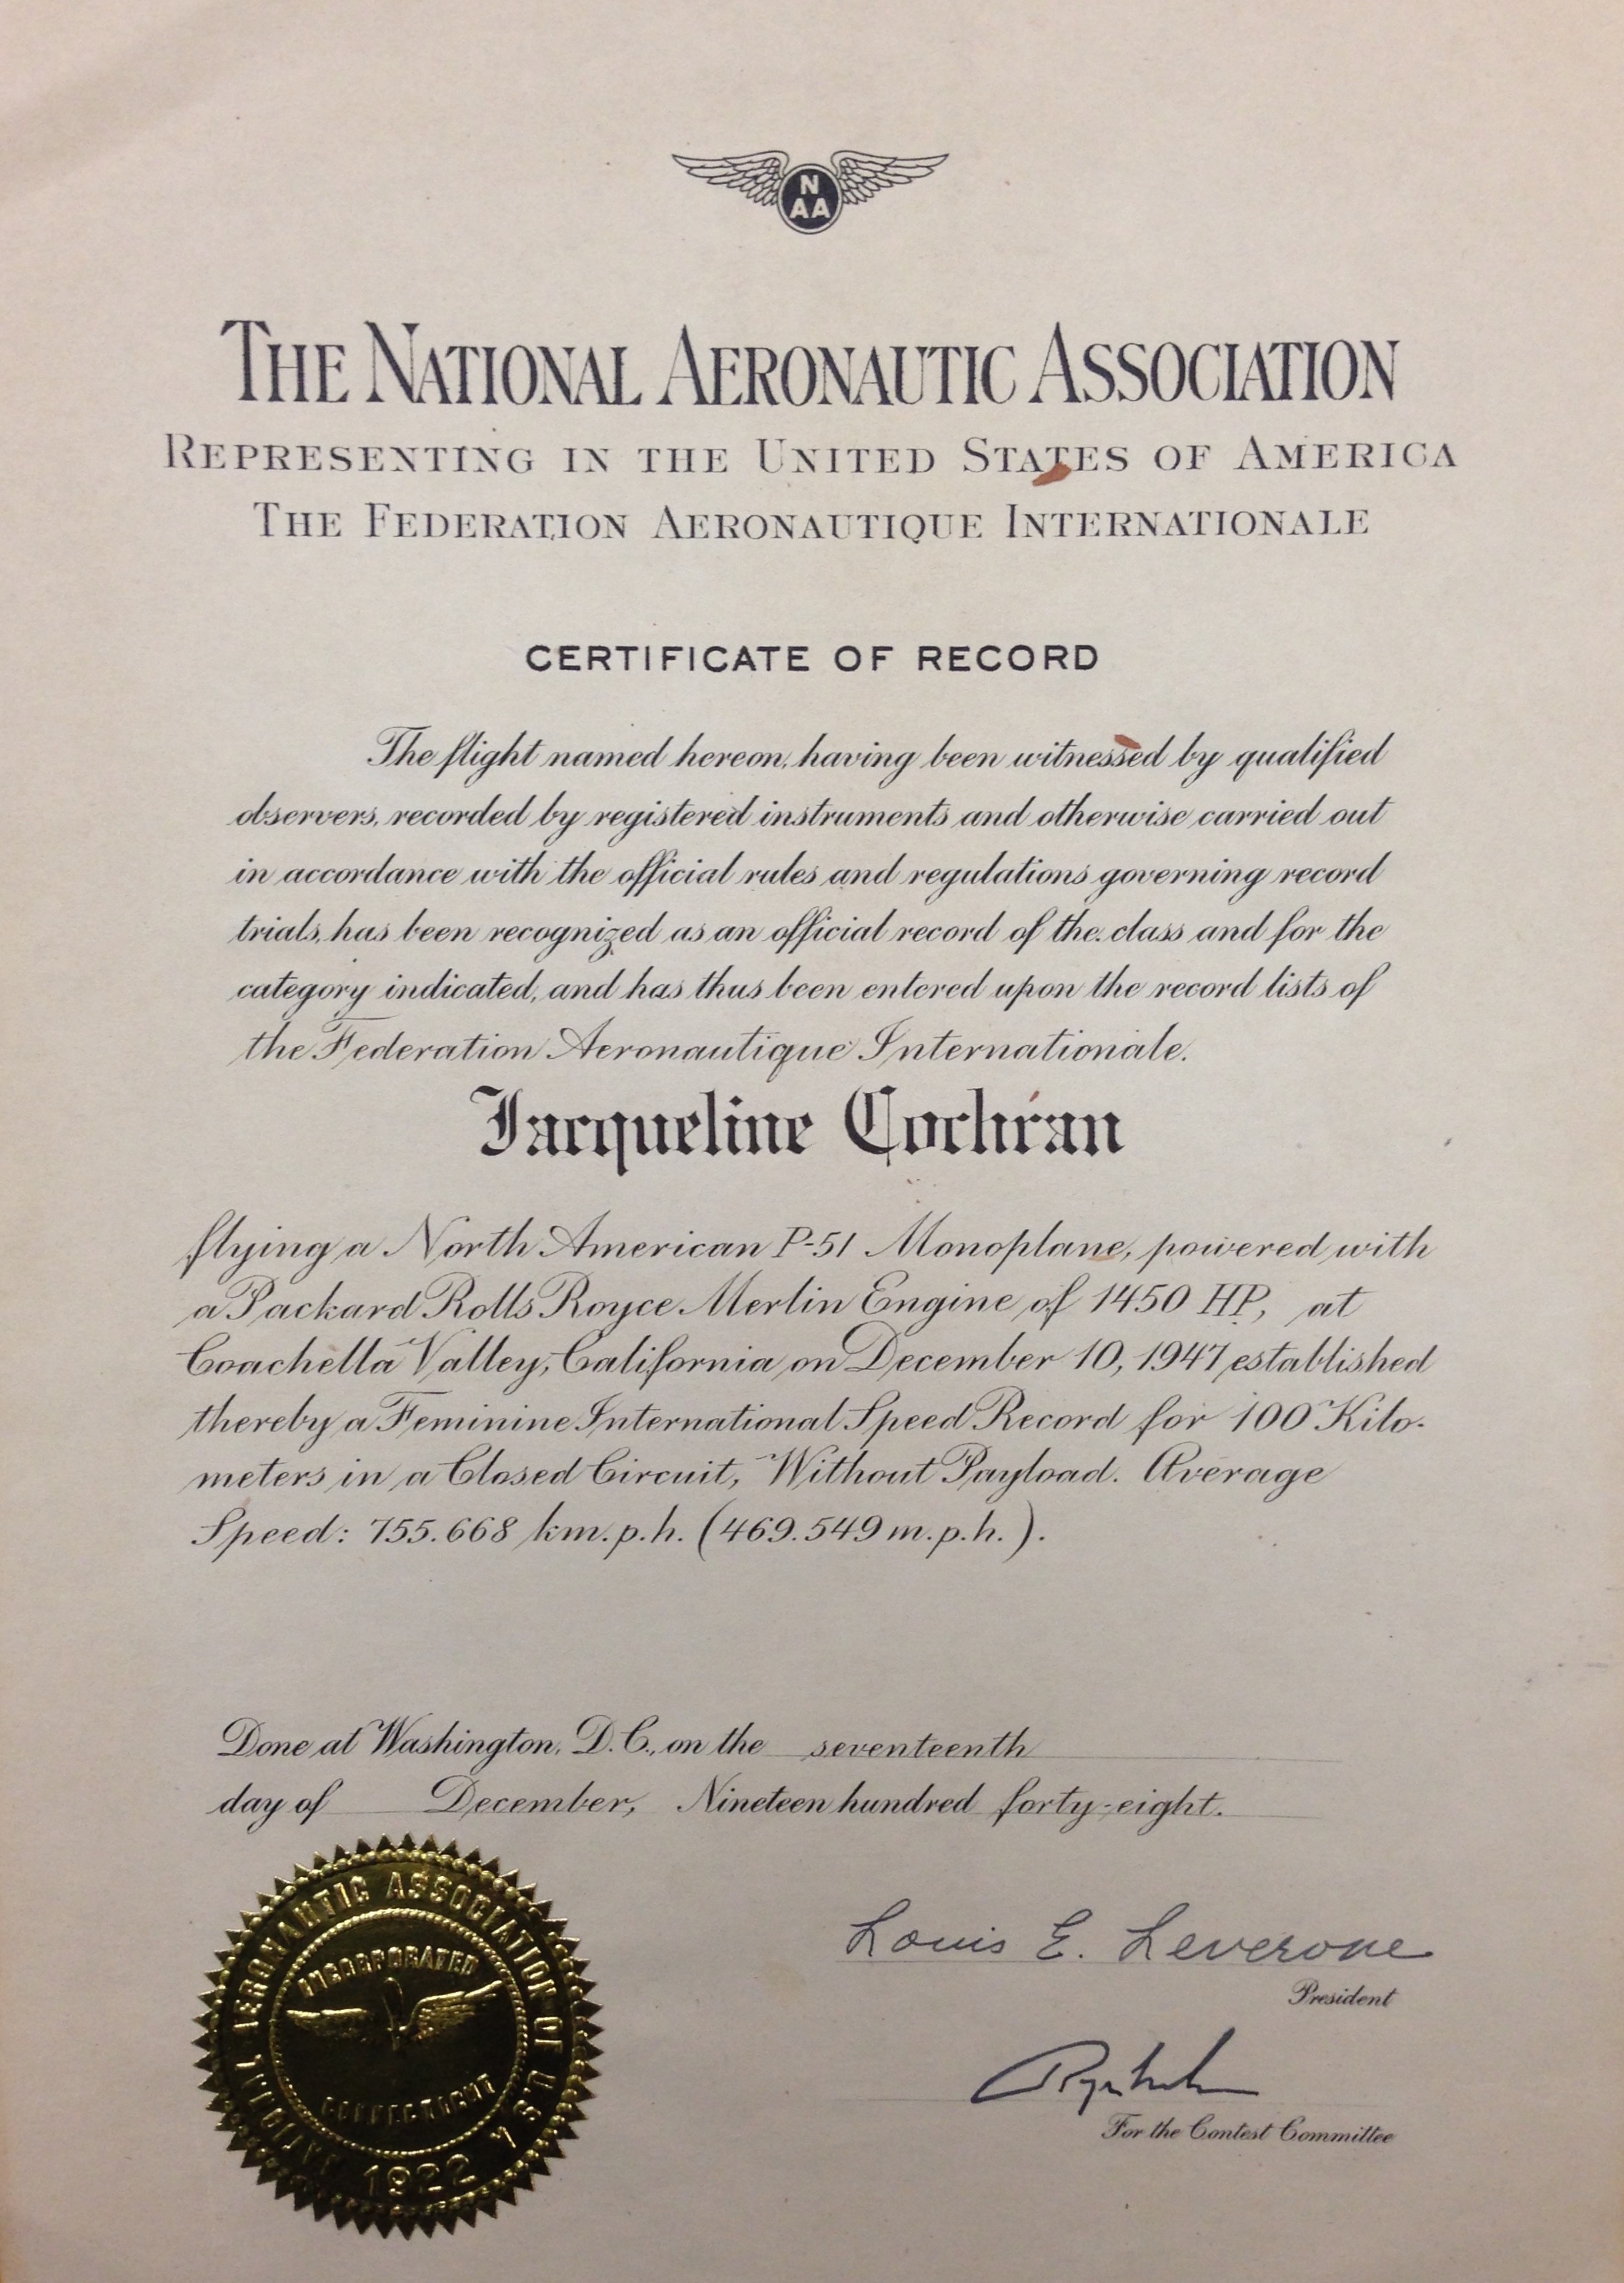 N
AA
THE NATIONAL AERONAUTIC ASSOCIATION
REPRESENTING IN THE UNITED STATES OF AMERICA
THE FEDERATION AERONAUTIQUE INTERNATIONALE
CERTIFICATE OF RECORD
The flight named hereon, having been witnessed by qualified
observers, recorded by registered instruments and otherwise carried out
in accordance with the official rules and regulations governing record
trials, has been recognized as an official record of the class and for the
category indicated, and has thus been entered upon the record lists of
the Federation Aeronautique Internationale.
Jacqueline Cochran
flying a North American P-51 Monoplane, powered with
a Packard Rolls Royce Merlin Engine of 1450 HP, at
Coachella Valley, California on December 10, 1947 established
thereby a Feminine International Speed Record for 100 Kilo-
meters in a Closed Circuit, Without Payload. Average
Speed: 755.668 km.p.h. (469.549 m.p.h.).
Done at Washington, D.C., on the seventeenth
day of December, Nineteen hundred forty-eight.
NATIONAL AERONAUTIC ASSOCIATION OF U.S.A.
INCORPORATED
CONNECTICUT
1922
Louis E. Leverone
President
For the Contest Committee